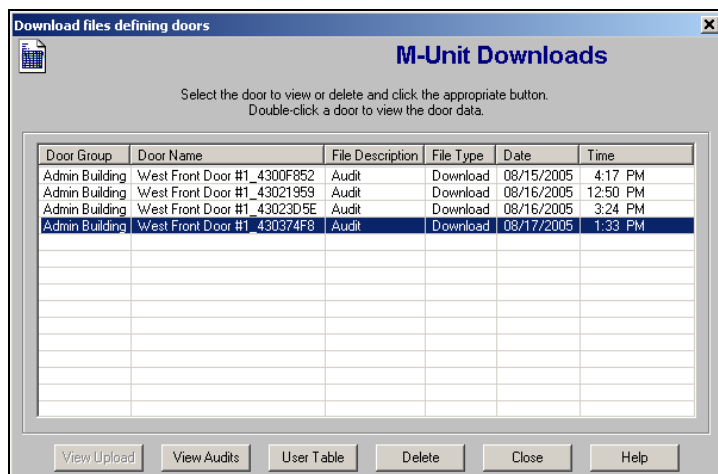 Download files defining doors
M-Unit Downloads
Select the door to view or delete and click the appropriate button.
Double-click a door to view the door data.
Door Group Door Name File Description File Type Date Time
Admin Building West Front Door #1_4300F852 Audit Download 08/15/2005 4:17 PM
Admin Building West Front Door #1_43021959 Audit Download 08/16/2005 12:50 PM
Admin Building West Front Door #1_43023D5E Audit Download 08/16/2005 3:24 PM
Admin Building West Front Door #1_430374F8 Audit Download 08/17/2005 1:33 PM
View Upload View Audits User Table Delete Close Help